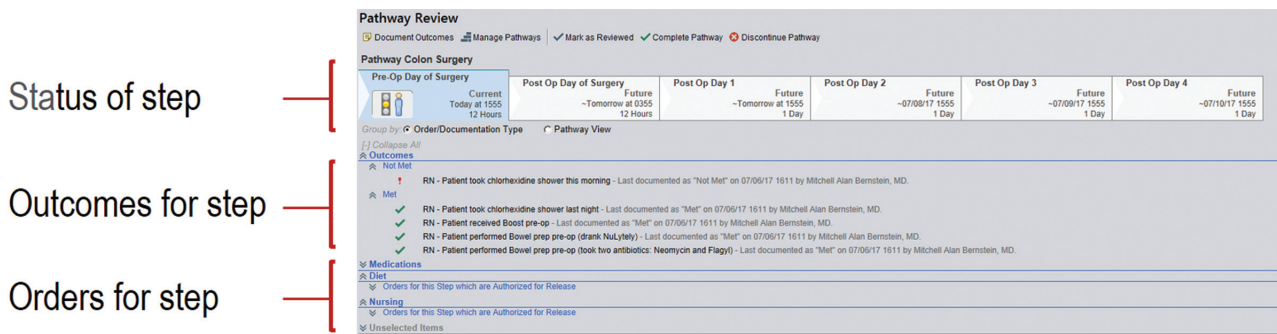 Pathway Review
Document Outcomes Manage Pathways Mark as Reviewed Complete Pathway Discontinue Pathway
Pathway Colon Surgery
Status of step
Pre-Op Day of Surgery
Current
Today at 1555
12 Hours
Post Op Day of Surgery
Future
~Tomorrow at 0355
12 Hours
Post Op Day 1
Future
~Tomorrow at 1555
1 Day
Post Op Day 2
Future
~07/08/17 1555
1 Day
Post Op Day 3
Future
~07/09/17 1555
1 Day
Post Op Day 4
Future
~07/10/17 1555
1 Day
Group by: Order/Documentation Type Pathway View
[-] Collapse All
Outcomes for step
Outcomes
Not Met
RN - Patient took chlorhexidine shower this morning - Last documented as "Not Met" on 07/06/17 1611 by Mitchell Alan Bernstein, MD.
Met
RN - Patient took chlorhexidine shower last night - Last documented as "Met" on 07/06/17 1611 by Mitchell Alan Bernstein, MD.
RN - Patient received Boost pre-op - Last documented as "Met" on 07/06/17 1611 by Mitchell Alan Bernstein, MD.
RN - Patient performed Bowel prep pre-op (drank NuLytely) - Last documented as "Met" on 07/06/17 1611 by Mitchell Alan Bernstein, MD.
RN - Patient performed Bowel prep pre-op (took two antibiotics: Neomycin and Flagyl) - Last documented as "Met" on 07/06/17 1611 by Mitchell Alan Bernstein, MD.
Orders for step
Medications
Diet
Orders for this Step which are Authorized for Release
Nursing
Orders for this Step which are Authorized for Release
Unselected Items